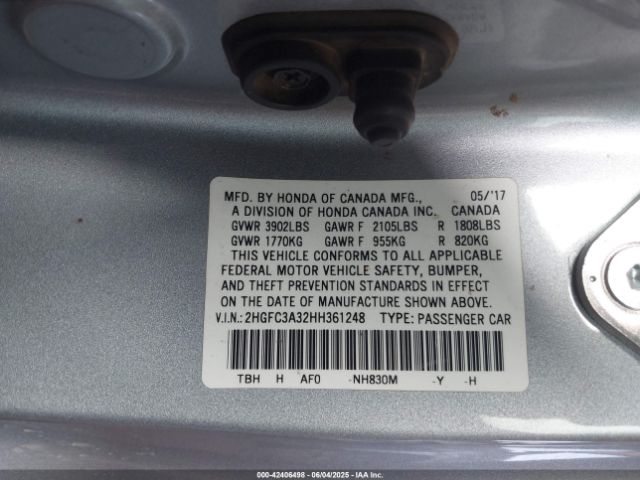 MFD. BY HONDA OF CANADA MFG., 05/'17
A DIVISION OF HONDA CANADA INC. CANADA
GVWR 3902LBS GAWR F 2105LBS R 1808LBS
GVWR 1770KG GAWR F 955KG R 820KG
THIS VEHICLE CONFORMS TO ALL APPLICABLE
FEDERAL MOTOR VEHICLE SAFETY, BUMPER,
AND THEFT PREVENTION STANDARDS IN EFFECT
ON THE DATE OF MANUFACTURE SHOWN ABOVE.
V.I.N.: 2HGFC3A32HH361248 TYPE: PASSENGER CAR
TBH H AF0 -NH830M -Y -H
000-42406498 - 06/04/2025 - IAA Inc.